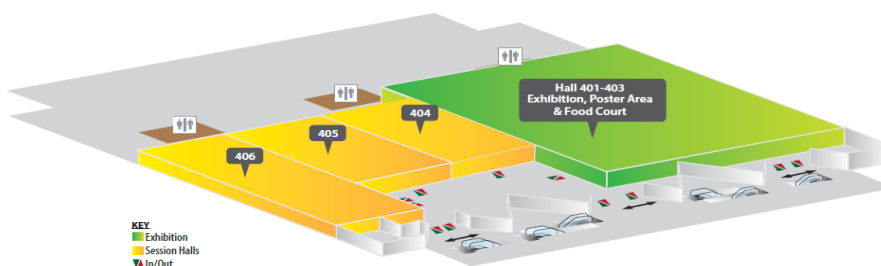 Hall 401-403
Exhibition, Poster Area
& Food Court
404
405
406
KEY
Exhibition
Session Halls
In/Out